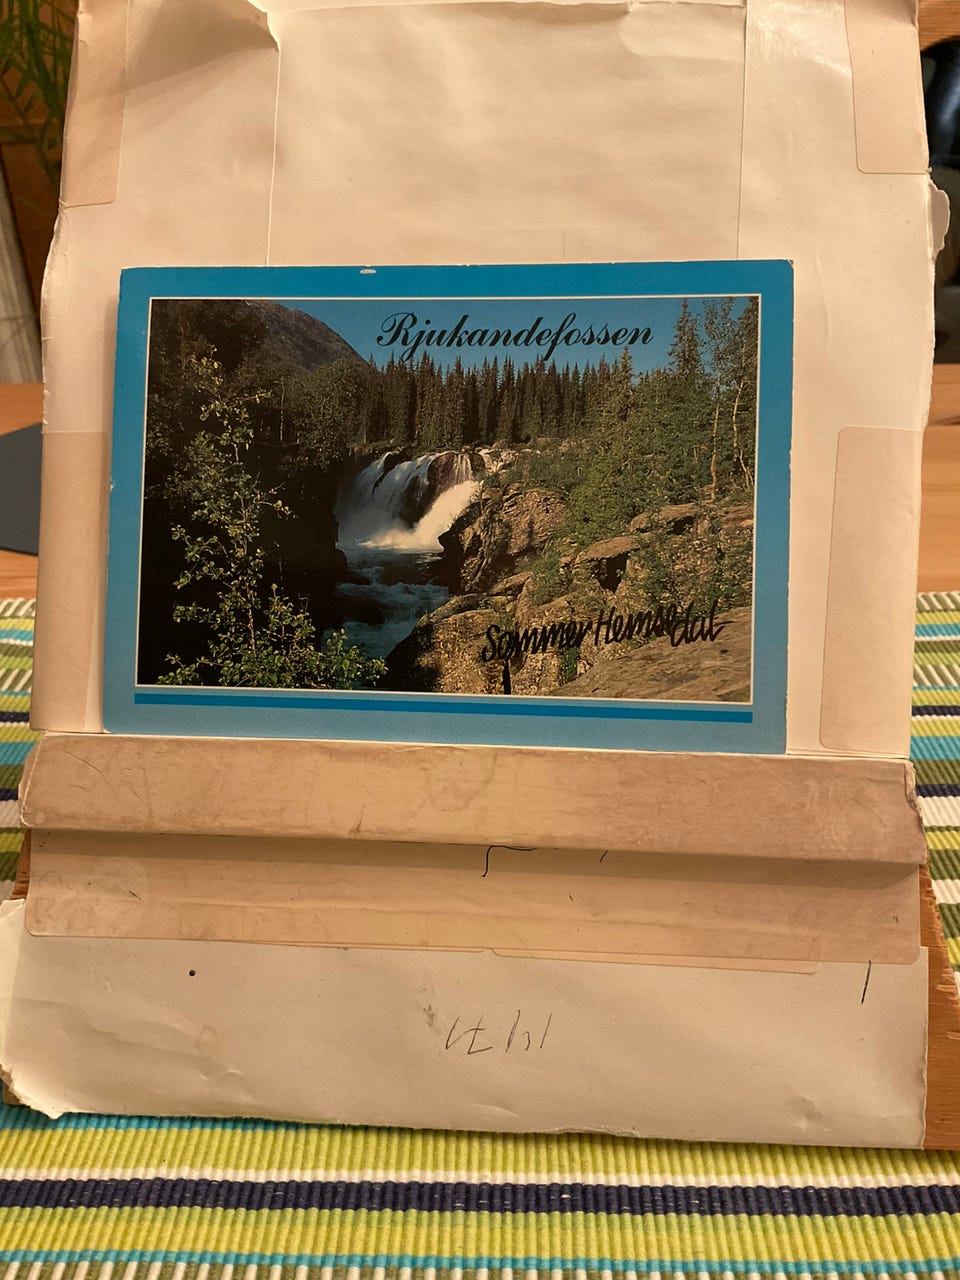 Rjukandefossen
Sommer Hemsedal